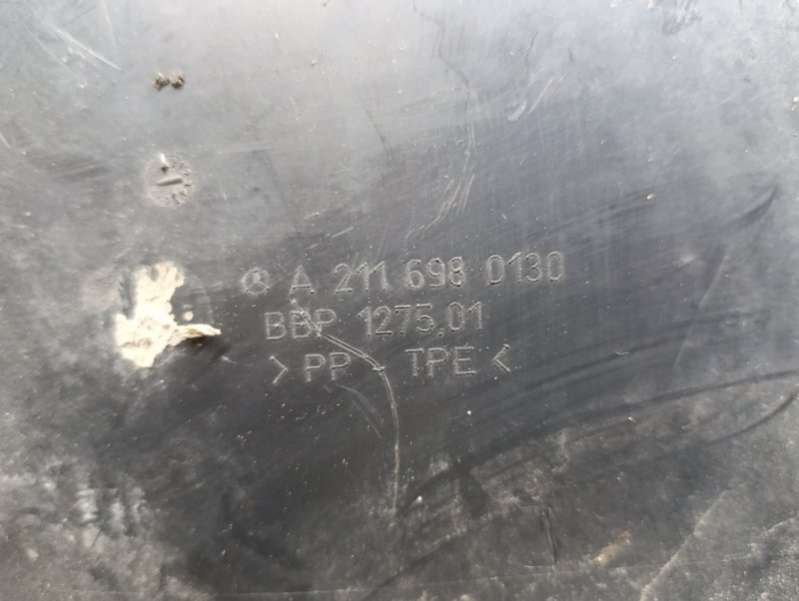 A 211 698 0130
BBP 1275,01
> PP - TPE <